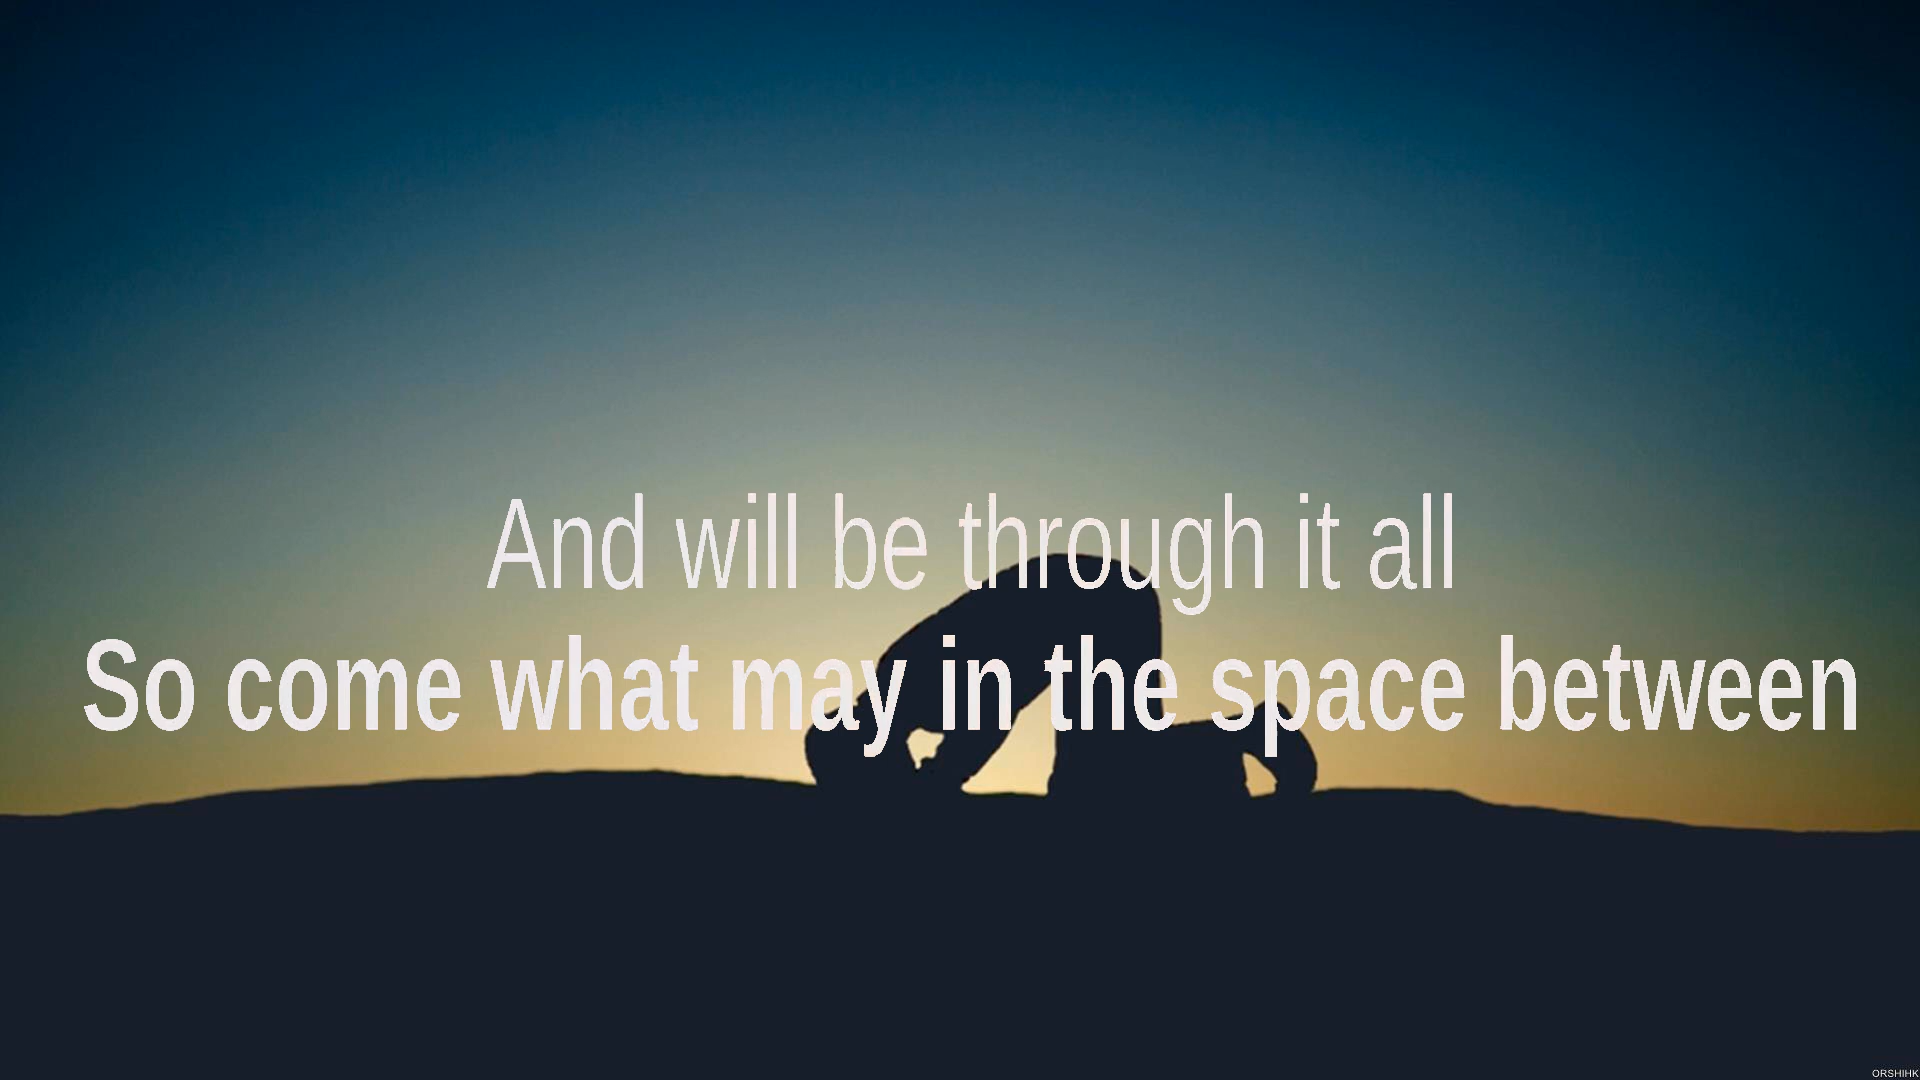 And will be through it all
So come what may in the space between
ORSHIHK